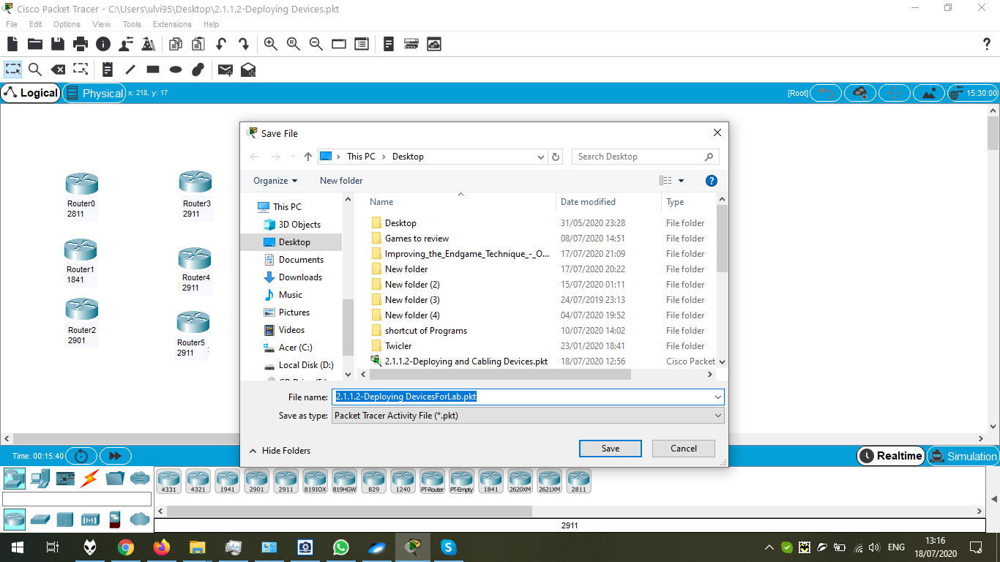 Cisco Packet Tracer - C:\Users\ulvi95\Desktop\2.1.1.2-Deploying Devices.pkt
File Edit Options View Tools Extensions Help
Logical
Physical
x: 218, y: 17
[Root]
15:30:00
Router0
2811
Router1
1841
Router2
2901
Router3
2911
Router4
2911
Router5
2911
Save File
This PC
Desktop
Search Desktop
Organize
New folder
This PC
3D Objects
Desktop
Documents
Downloads
Music
Pictures
Videos
Acer (C:)
Local Disk (D:)
Name Date modified Type
Desktop 31/05/2020 23:28 File folder
Games to review 08/07/2020 14:51 File folder
Improving_the_Endgame_Technique_-_O... 17/07/2020 21:09 File folder
New folder 17/07/2020 20:22 File folder
New folder (2) 15/07/2020 01:11 File folder
New folder (3) 24/07/2019 23:13 File folder
New folder (4) 04/07/2020 19:52 File folder
shortcut of Programs 10/07/2020 14:02 File folder
Twicler 23/01/2020 18:41 File folder
2.1.1.2-Deploying and Cabling Devices.pkt 18/07/2020 12:56 Cisco Packet
File name: 2.1.1.2-Deploying DevicesForLab.pkt
Save as type: Packet Tracer Activity File (*.pkt)
Hide Folders
Save
Cancel
Time: 00:15:40
Realtime
Simulation
4331 4321 1941 2901 2911 819IOX 819HGW 829 1240 PT-Router PT-Empty 1841 2620XM 2621XM 2811
2911
ENG
13:16
18/07/2020